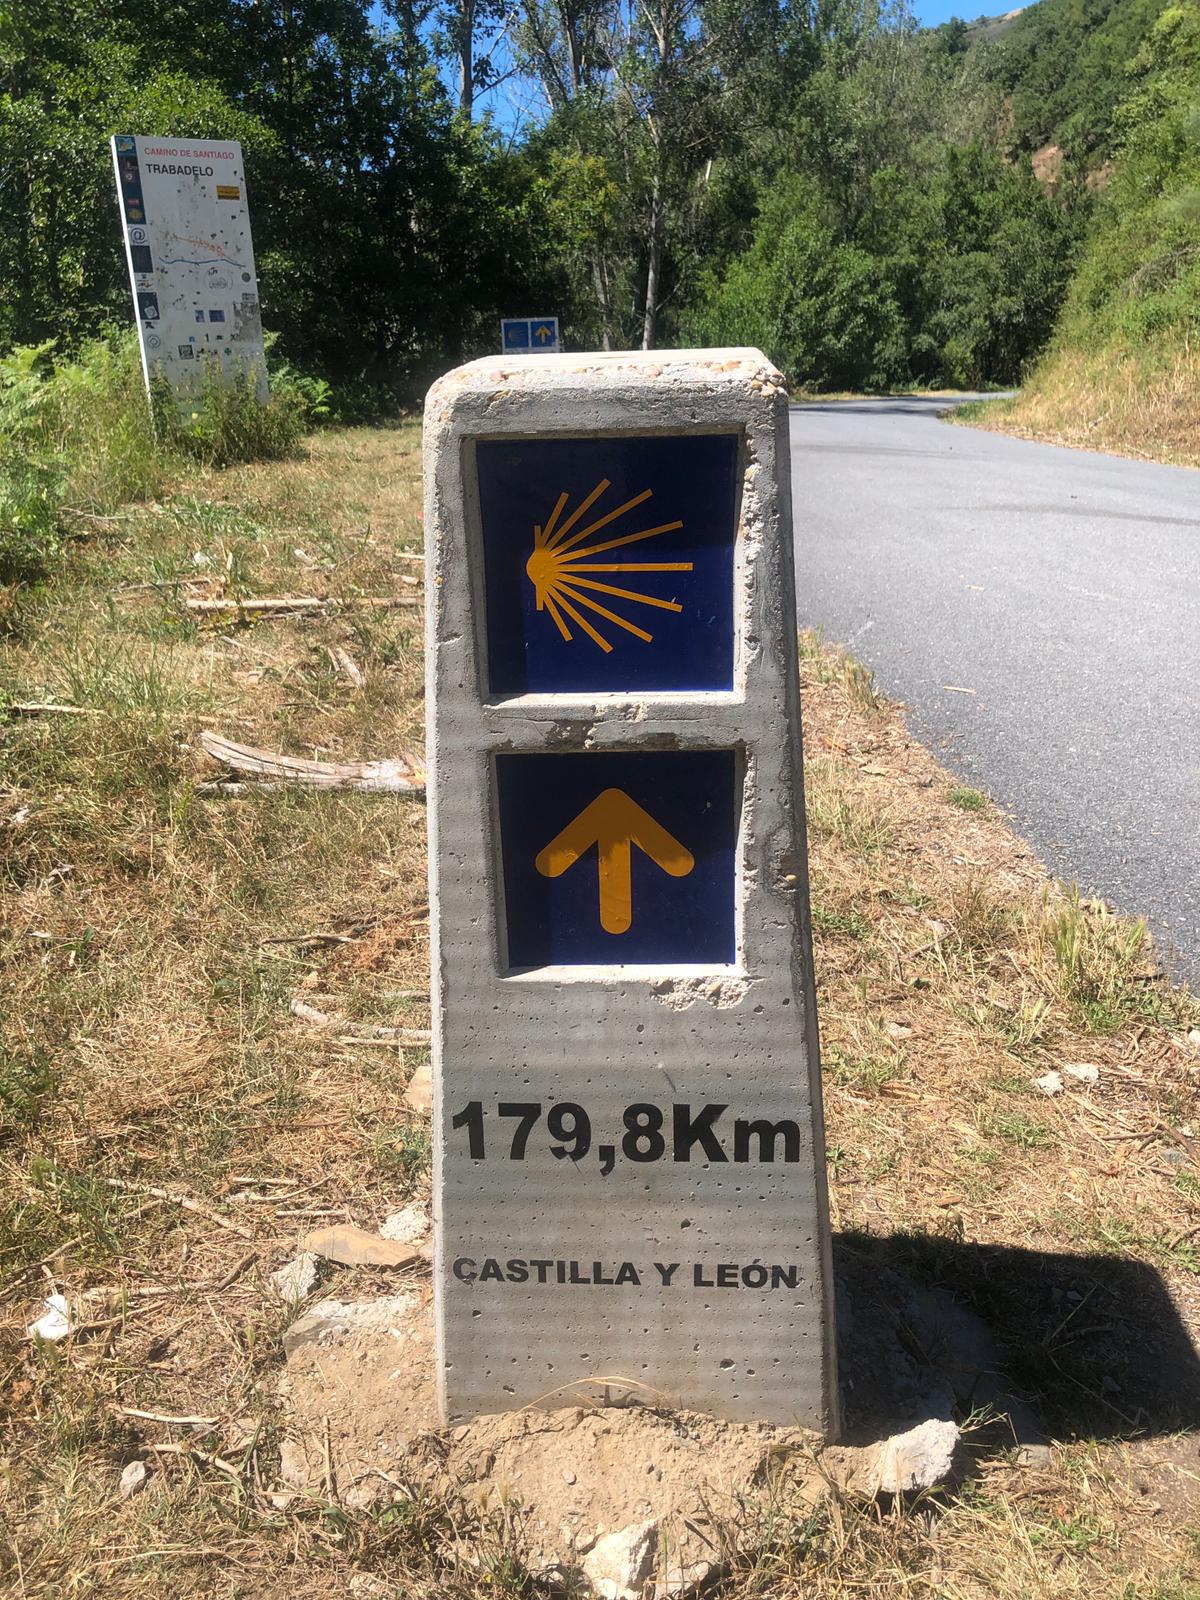 CAMINO DE SANTIAGO
TRABADELO
179,8Km
CASTILLA Y LEÓN